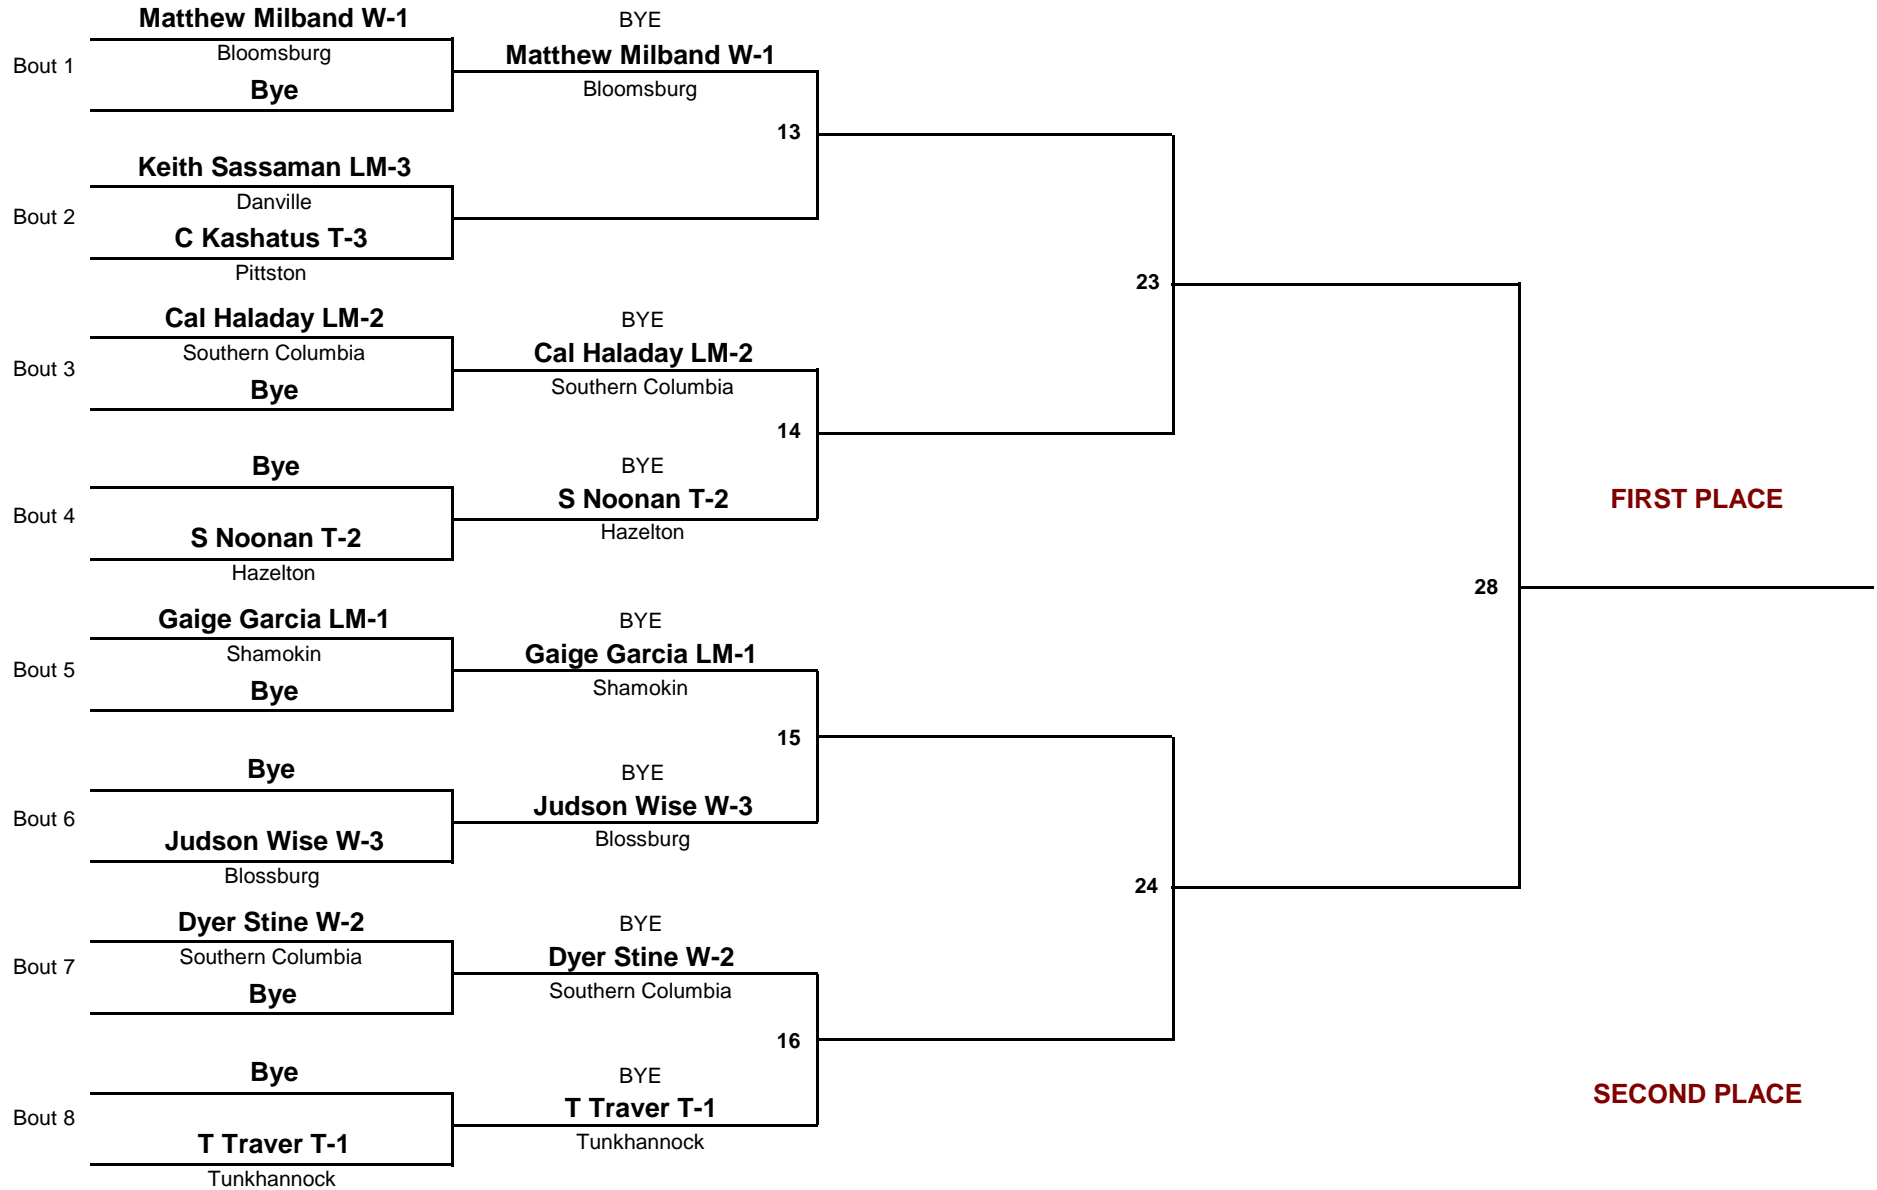 Matthew Milband W-1
Bout 1
Bloomsburg
Bye
BYE
Matthew Milband W-1
Bloomsburg
13
Keith Sassaman LM-3
Bout 2
Danville
C Kashatus T-3
Pittston
23
Cal Haladay LM-2
Bout 3
Southern Columbia
Bye
BYE
Cal Haladay LM-2
Southern Columbia
14
Bye
Bout 4
S Noonan T-2
Hazelton
BYE
S Noonan T-2
Hazelton
FIRST PLACE
28
Gaige Garcia LM-1
Bout 5
Shamokin
Bye
BYE
Gaige Garcia LM-1
Shamokin
15
Bye
Bout 6
Judson Wise W-3
Blossburg
BYE
Judson Wise W-3
Blossburg
24
Dyer Stine W-2
Bout 7
Southern Columbia
Bye
BYE
Dyer Stine W-2
Southern Columbia
16
Bye
Bout 8
T Traver T-1
Tunkhannock
BYE
T Traver T-1
Tunkhannock
SECOND PLACE